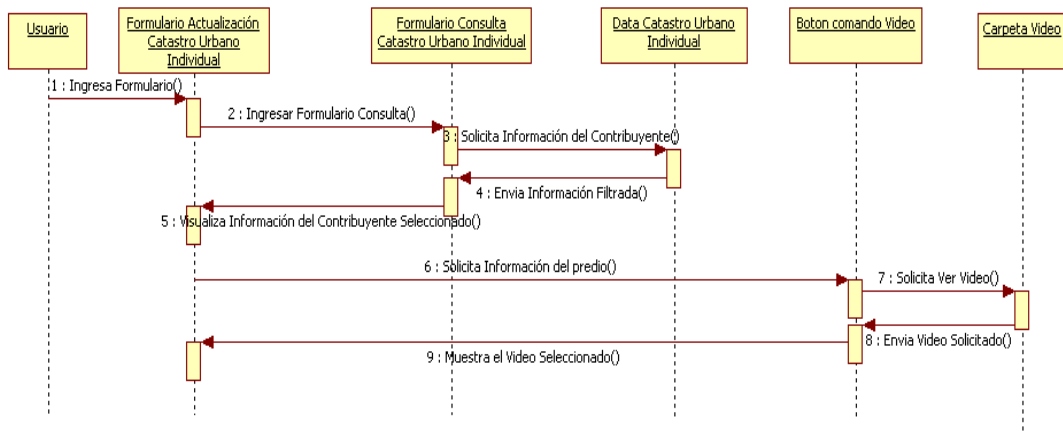 Usuario
Formulario Actualización
Catastro Urbano
Individual
Formulario Consulta
Catastro Urbano Individual
Data Catastro Urbano
Individual
Boton comando Video
Carpeta Video
1 : Ingresa Formulario()
2 : Ingresar Formulario Consulta()
3 : Solicita Información del Contribuyente()
4 : Envia Información Filtrada()
5 : Visualiza Información del Contribuyente Seleccionado()
6 : Solicita Información del predio()
7 : Solicita Ver Video()
8 : Envia Video Solicitado()
9 : Muestra el Video Seleccionado()